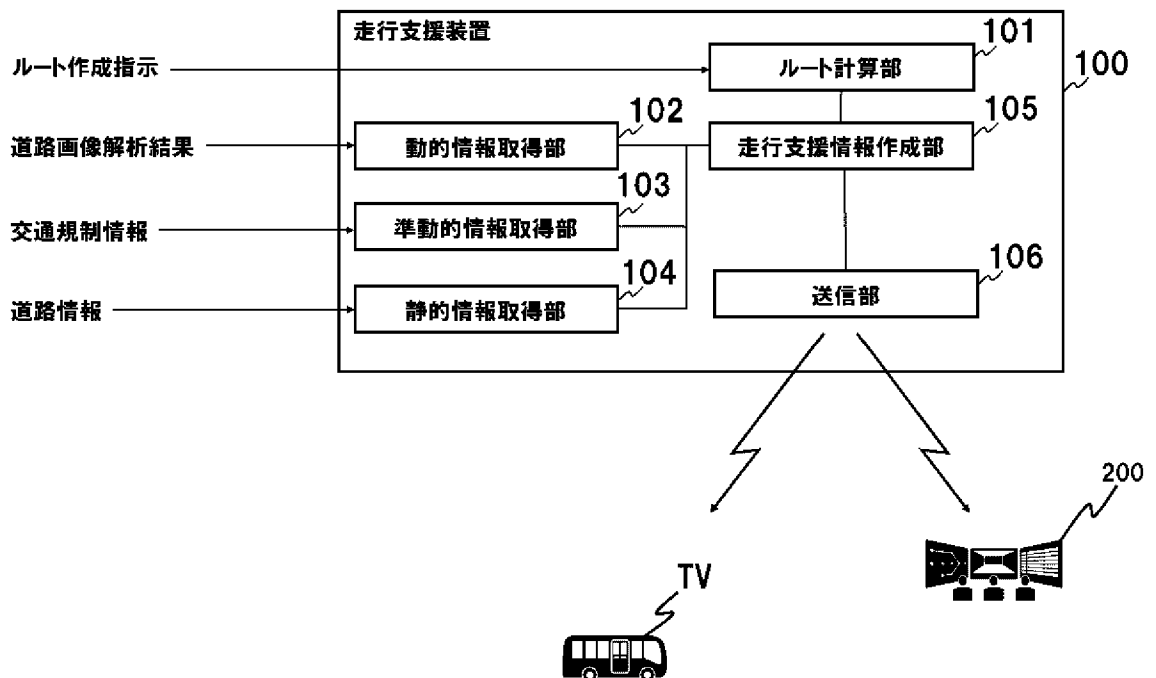 走行支援装置
101
ルート作成指示
ルート計算部
100
102
105
道路画像解析結果
動的情報取得部
走行支援情報作成部
103
交通規制情報
準動的情報取得部
104
106
道路情報
静的情報取得部
送信部
200
TV